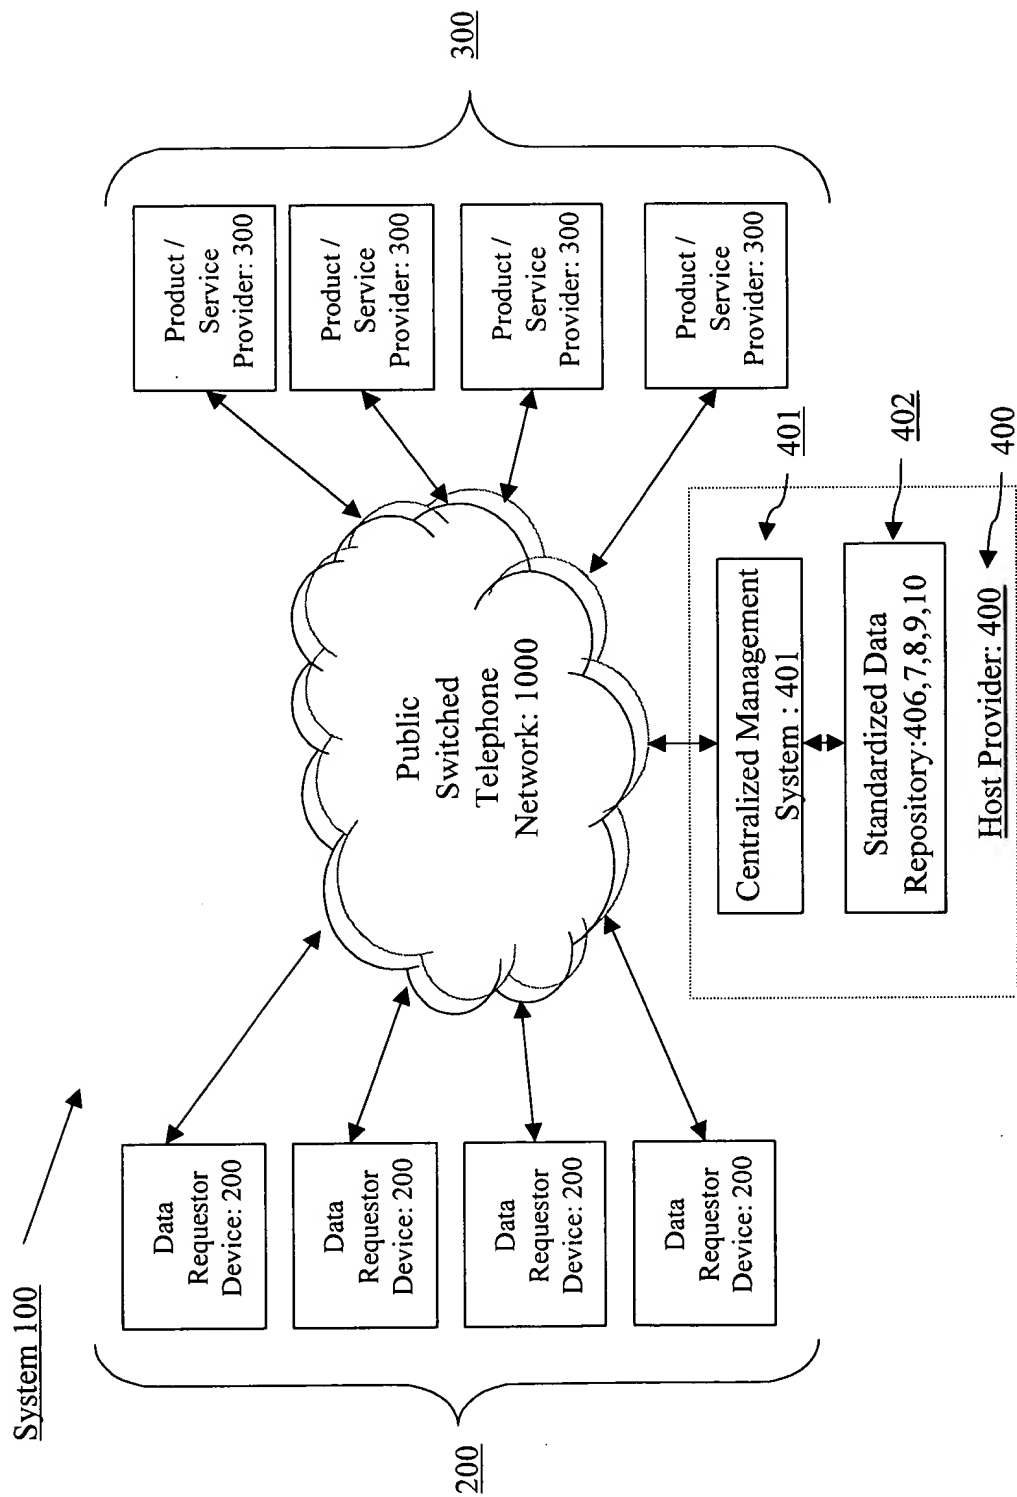 System 100
200
Data
Requestor
Device: 200
Data
Requestor
Device: 200
Data
Requestor
Device: 200
Data
Requestor
Device: 200
Public
Switched
Telephone
Network: 1000
Product /
Service
Provider: 300
Product /
Service
Provider: 300
Product /
Service
Provider: 300
Product /
Service
Provider: 300
300
Centralized Management
System : 401
401
Standardized Data
Repository:406,7,8,9,10
402
Host Provider: 400
400